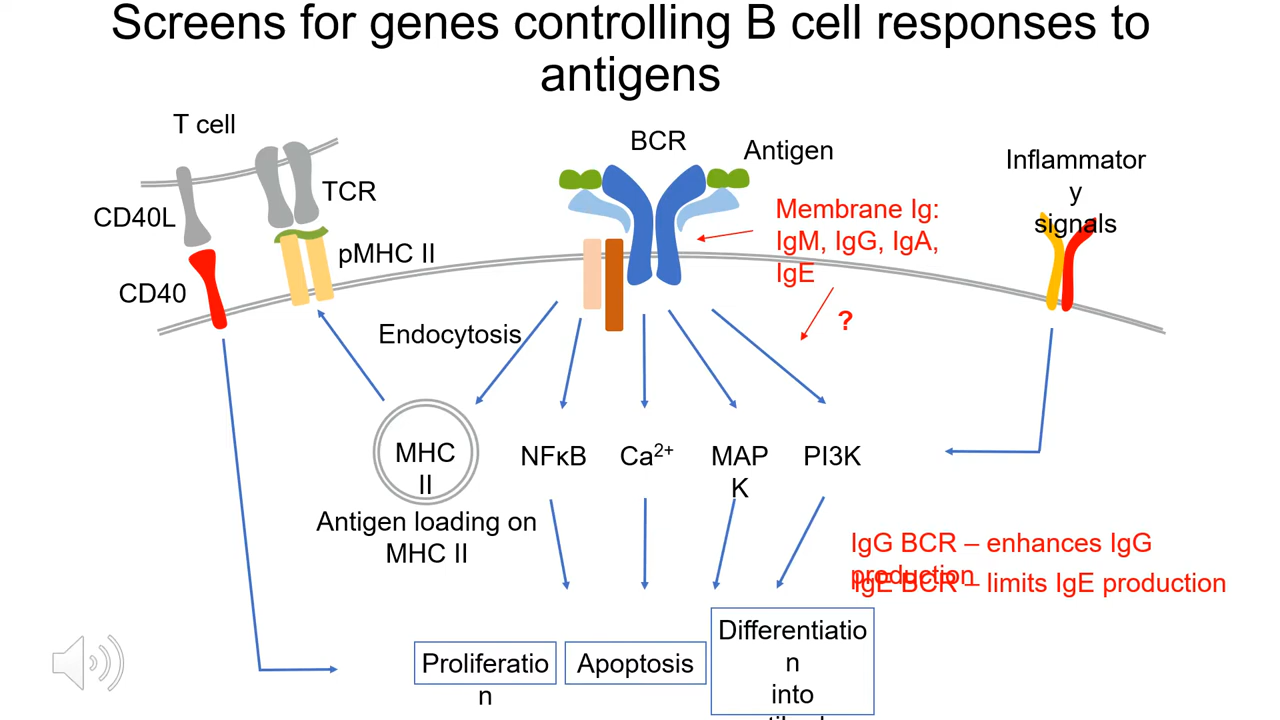 Screens for genes controlling B cell responses to
antigens
T cell
BCR
Antigen
Inflammator
y
signals
TCR
CD40L
Membrane Ig:
IgM, IgG, IgA,
IgE
pMHC II
CD40
?
Endocytosis
MHC
II
NFκB
Ca²⁺
MAP
K
PI3K
Antigen loading on
MHC II
IgG BCR – enhances IgG
production
IgE BCR – limits IgE production
Proliferatio
n
Apoptosis
Differentiatio
n
into